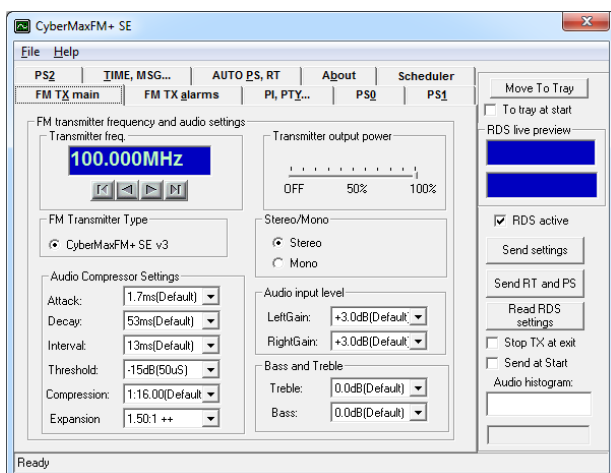 CyberMaxFM+ SE
File Help
PS2 TIME, MSG... AUTO PS, RT About Scheduler
FM TX main FM TX alarms PI, PTY... PS0 PS1
FM transmitter frequency and audio settings
Transmitter freq.
100.000MHz
Transmitter output power
OFF 50% 100%
FM Transmitter Type
CyberMaxFM+ SE v3
Stereo/Mono
Stereo
Mono
Audio Compressor Settings
Attack: 1.7ms(Default)
Decay: 53ms(Default)
Interval: 13ms(Default)
Threshold: -15dB(50uS)
Compression: 1:16.00(Default
Expansion 1.50:1 ++
Audio input level
LeftGain: +3.0dB(Default)
RightGain: +3.0dB(Default)
Bass and Treble
Treble: 0.0dB(Default)
Bass: 0.0dB(Default)
Move To Tray
To tray at start
RDS live preview
RDS active
Send settings
Send RT and PS
Read RDS
settings
Stop TX at exit
Send at Start
Audio histogram:
Ready